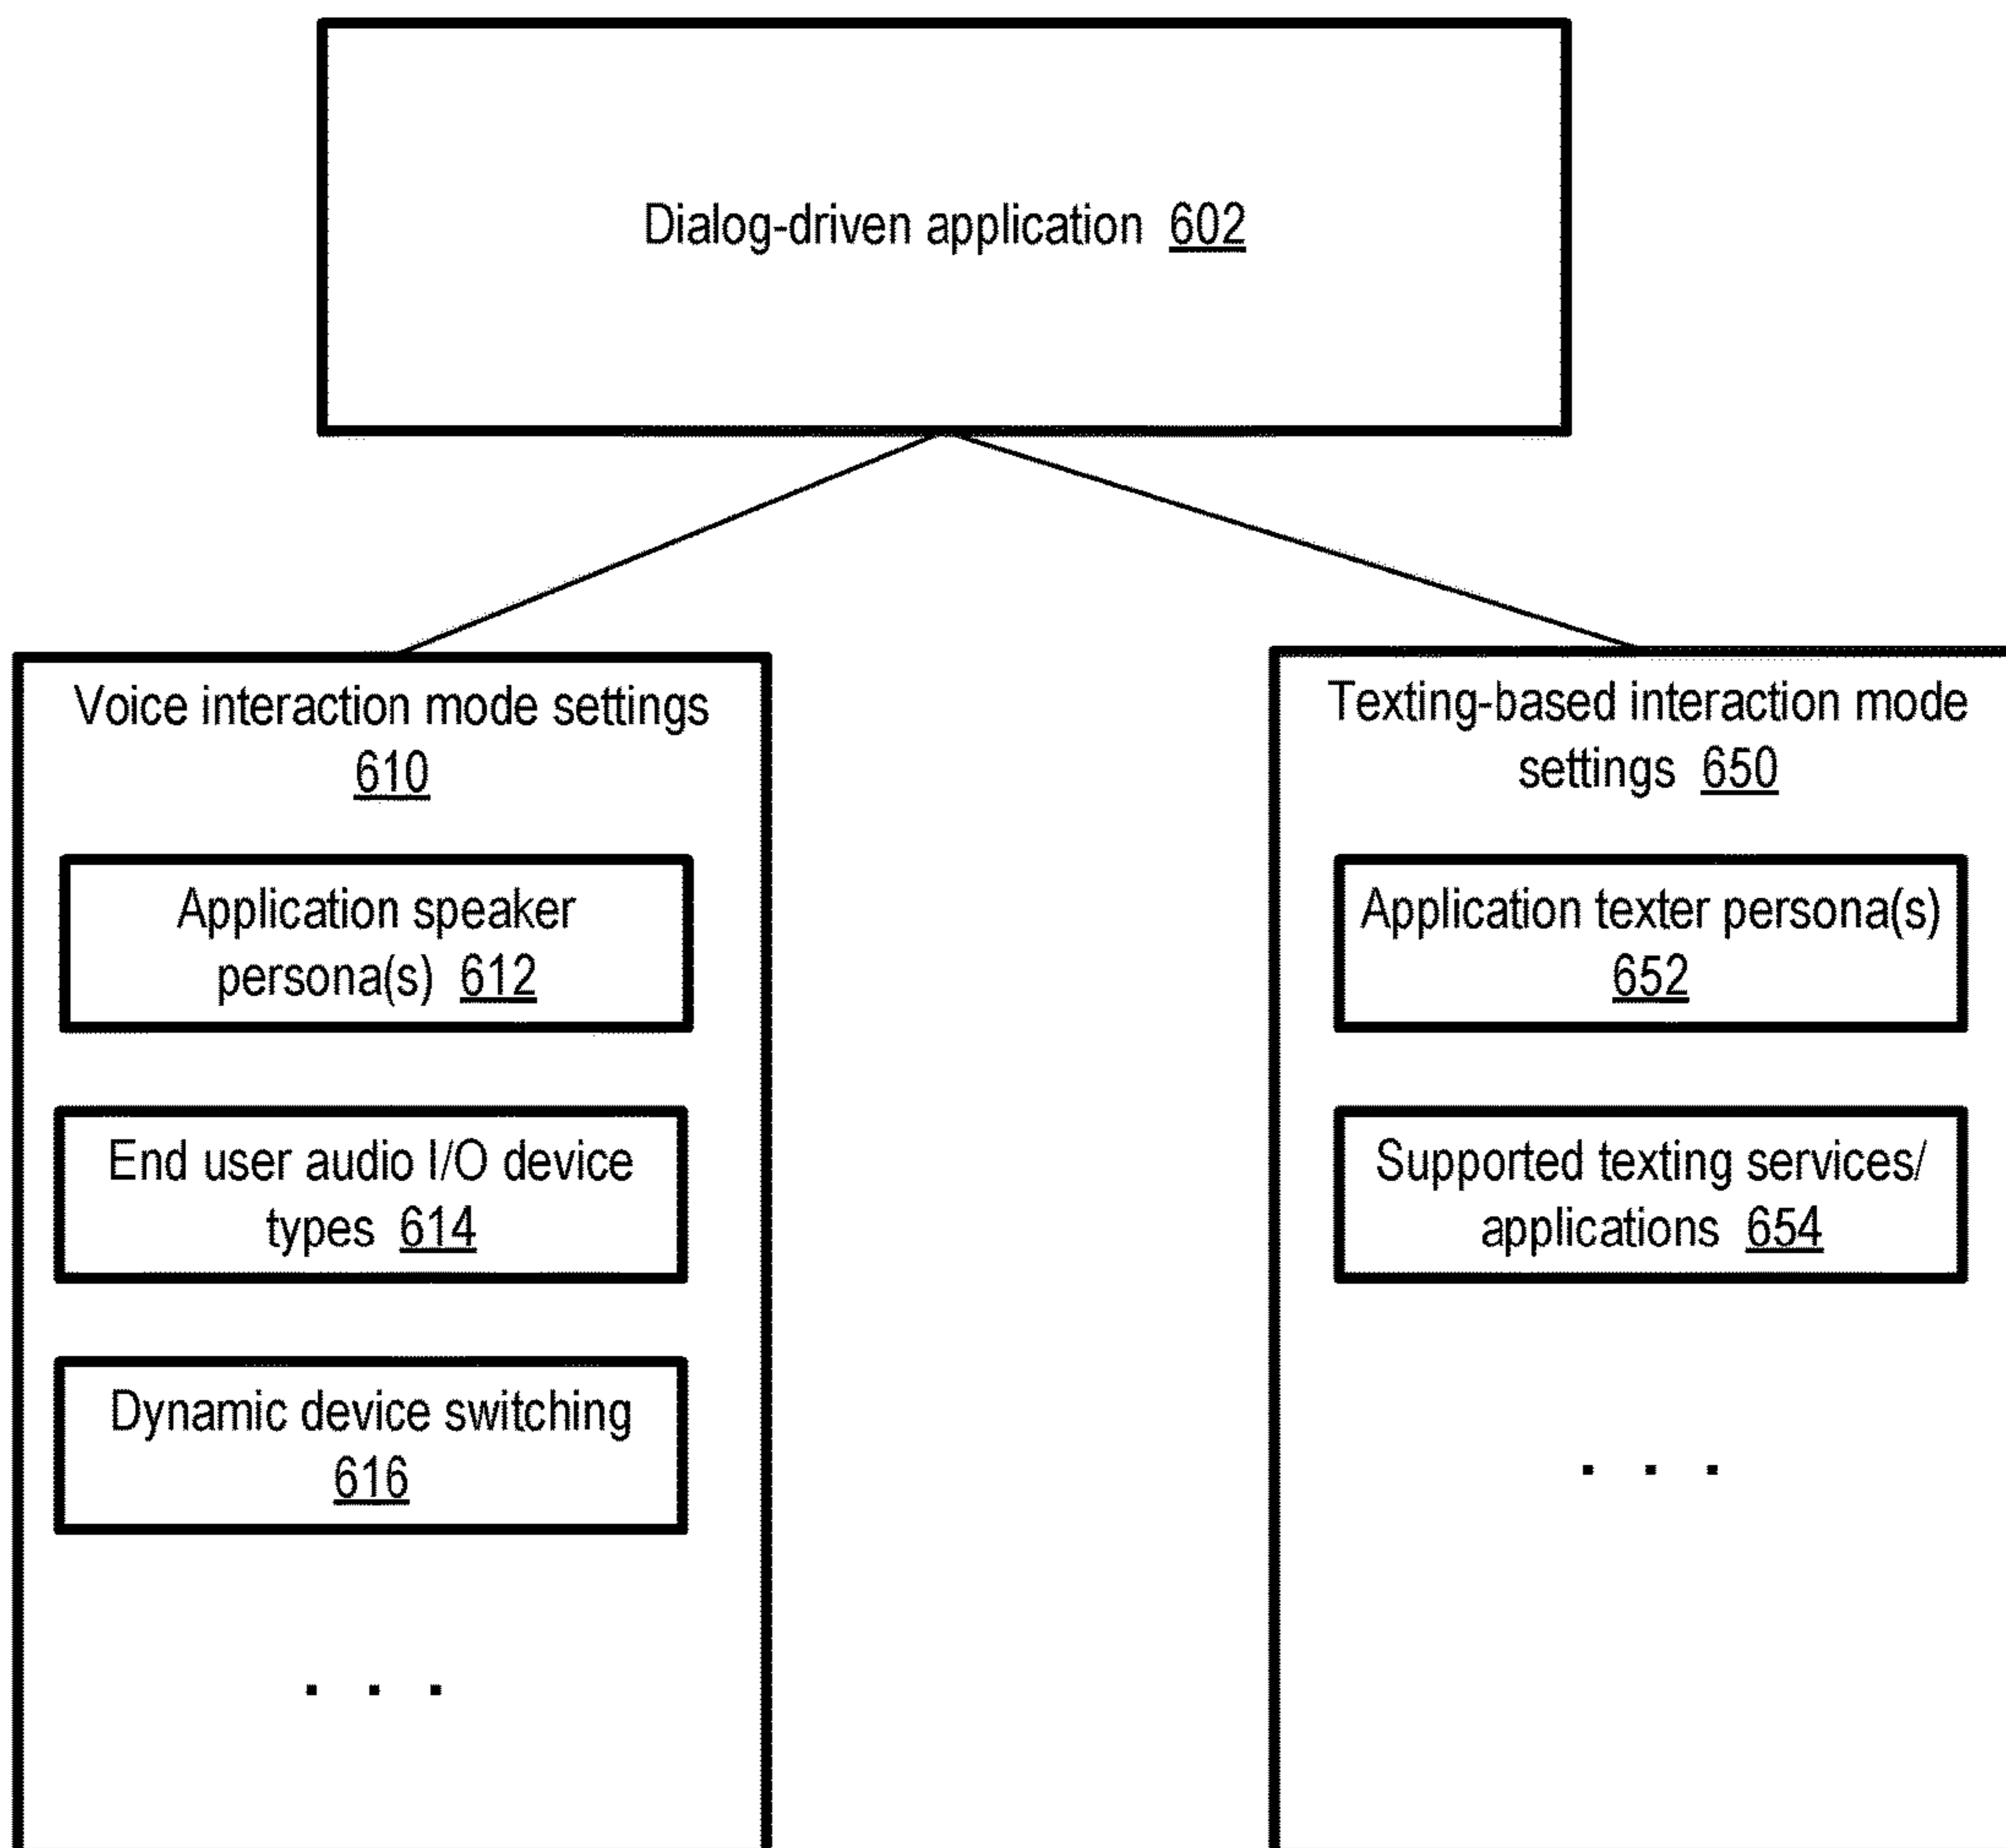 Dialog-driven application 602
Voice interaction mode settings
610
Application speaker
persona(s) 612
End user audio I/O device
types 614
Dynamic device switching
616
. . .
Texting-based interaction mode
settings 650
Application texter persona(s)
652
Supported texting services/
applications 654
. . .